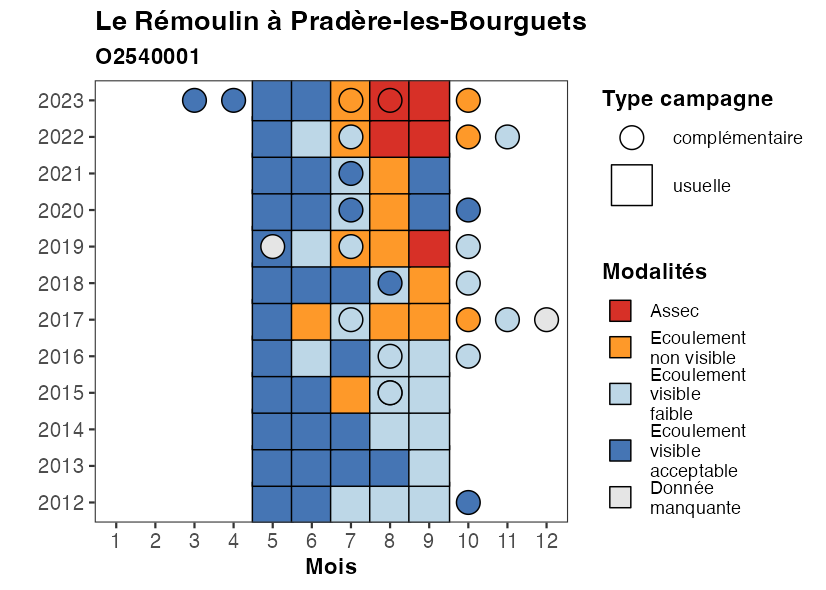 Le Rémoulin à Pradère-les-Bourguets
O2540001
2023
2022
2021
2020
2019
2018
2017
2016
2015
2014
2013
2012
1 2 3 4 5 6 7 8 9 10 11 12
Mois
Type campagne
complémentaire
usuelle
Modalités
Assec
Ecoulement
non visible
Ecoulement
visible
faible
Ecoulement
visible
acceptable
Donnée
manquante